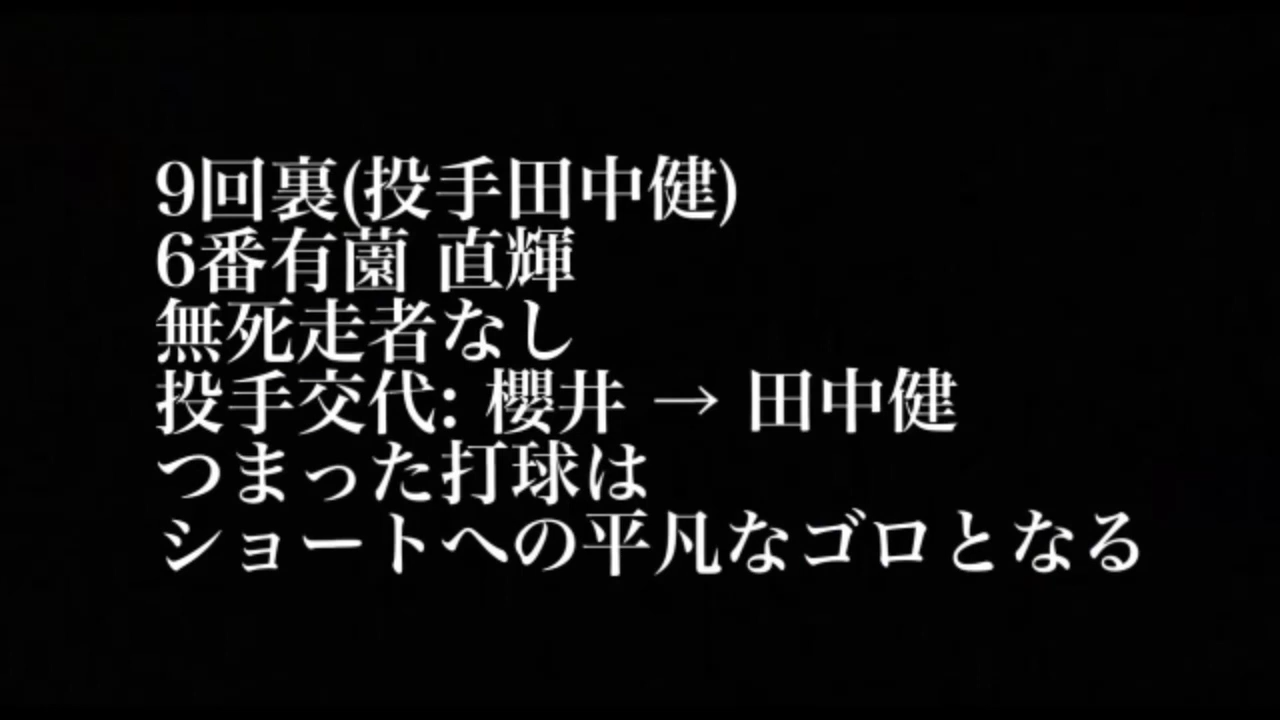 9回裏(投手田中健)
6番有薗 直輝
無死走者なし
投手交代: 櫻井 → 田中健
つまった打球は
ショートへの平凡なゴロとなる